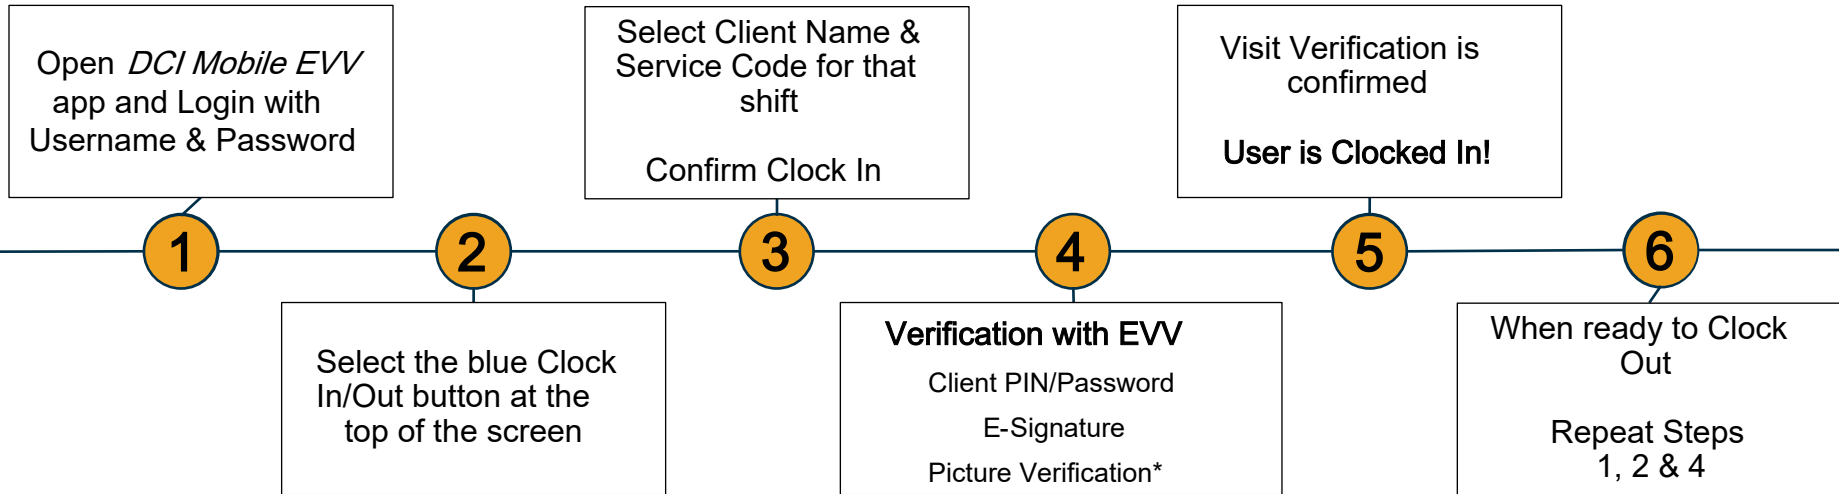 Open DCI Mobile EVV
app and Login with
Username & Password
1
Select the blue Clock
In/Out button at the
top of the screen
2
Select Client Name &
Service Code for that
shift
Confirm Clock In
3
Verification with EVV
Client PIN/Password
E-Signature
Picture Verification*
4
Visit Verification is
confirmed
User is Clocked In!
5
When ready to Clock
Out
Repeat Steps
1, 2 & 4
6